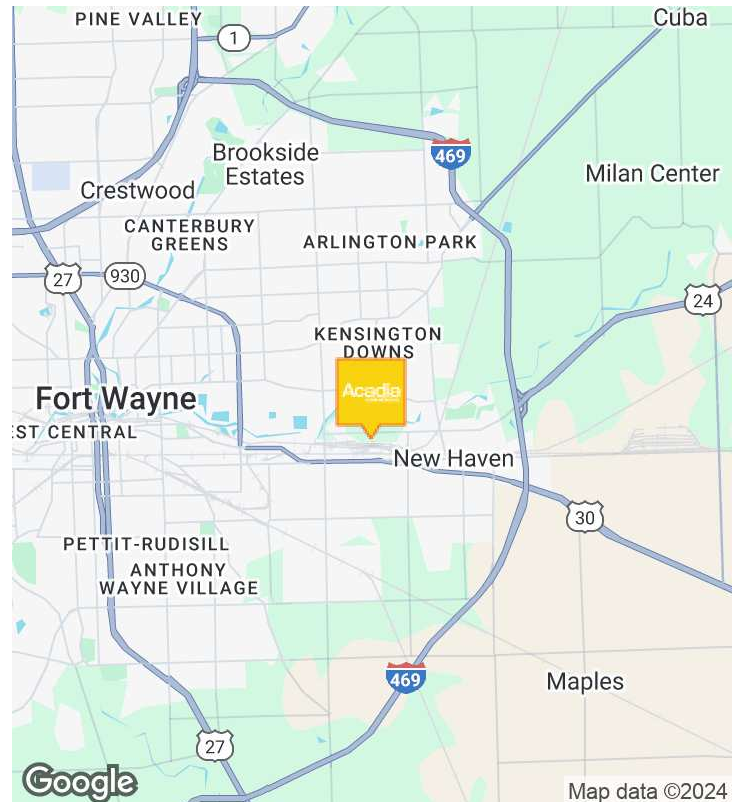 PINE VALLEY
1
Cuba
469
Brookside
Estates
Milan Center
Crestwood
CANTERBURY
GREENS
ARLINGTON PARK
27
930
24
KENSINGTON
DOWNS
Acadia
Fort Wayne
EST CENTRAL
New Haven
30
PETTIT-RUDISILL
ANTHONY
WAYNE VILLAGE
469
Maples
27
Google
Map data ©2024